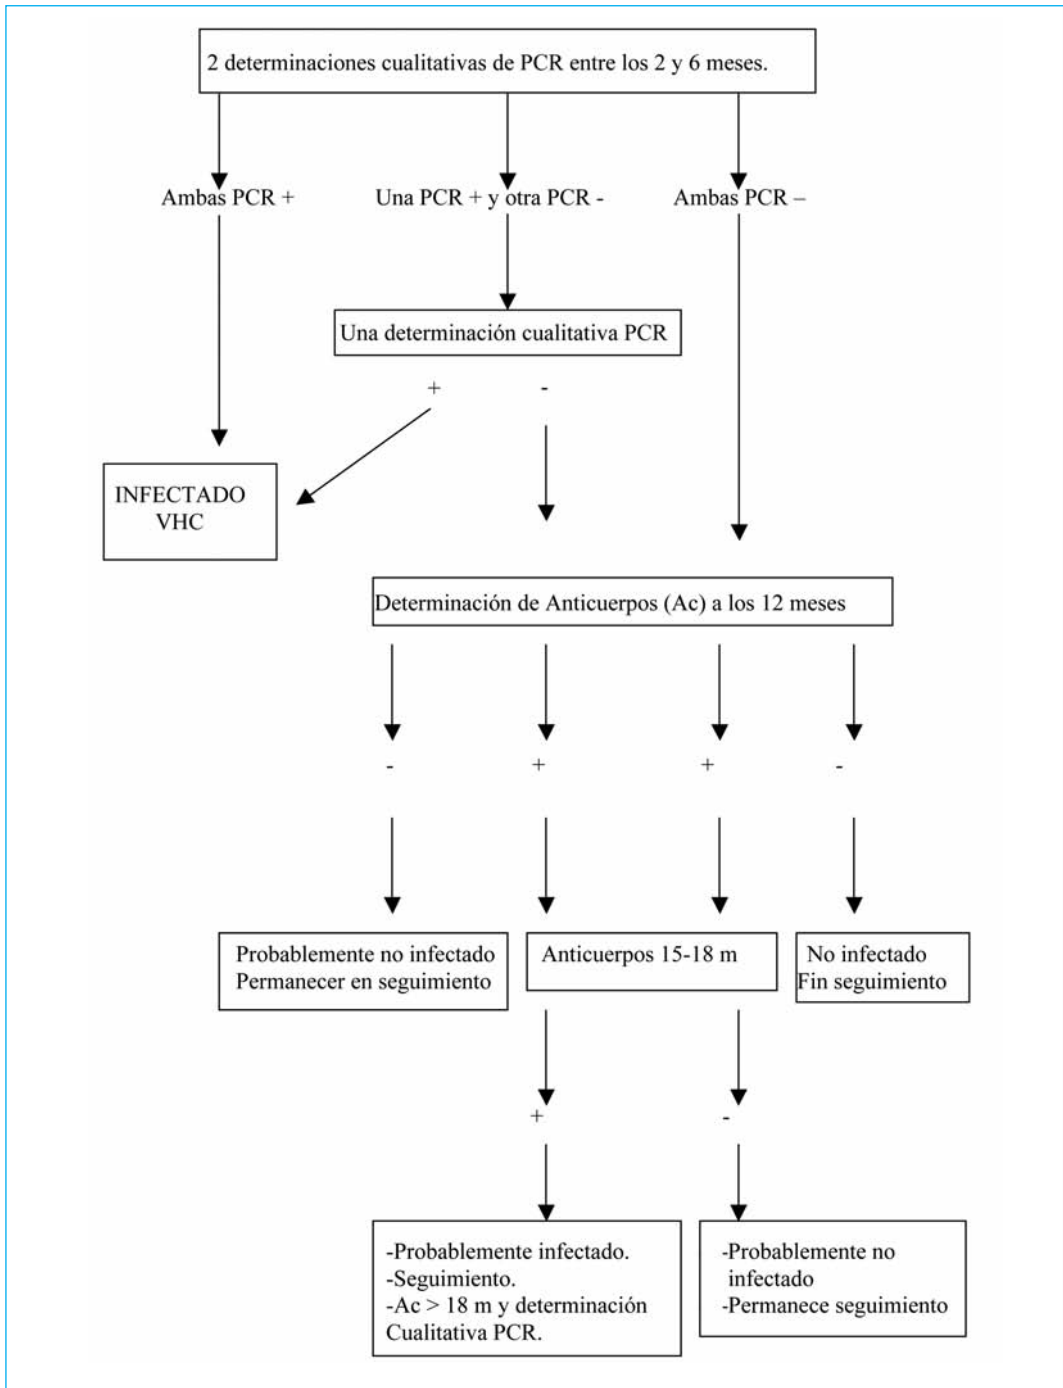 2 determinaciones cualitativas de PCR entre los 2 y 6 meses.
Ambas PCR +
Una PCR + y otra PCR -
Ambas PCR –
Una determinación cualitativa PCR
+
-
INFECTADO
VHC
Determinación de Anticuerpos (Ac) a los 12 meses
-
+
+
-
Probablemente no infectado
Permanecer en seguimiento
Anticuerpos 15-18 m
No infectado
Fin seguimiento
+
-
-Probablemente infectado.
-Seguimiento.
-Ac > 18 m y determinación
Cualitativa PCR.
-Probablemente no
infectado
-Permanece seguimiento